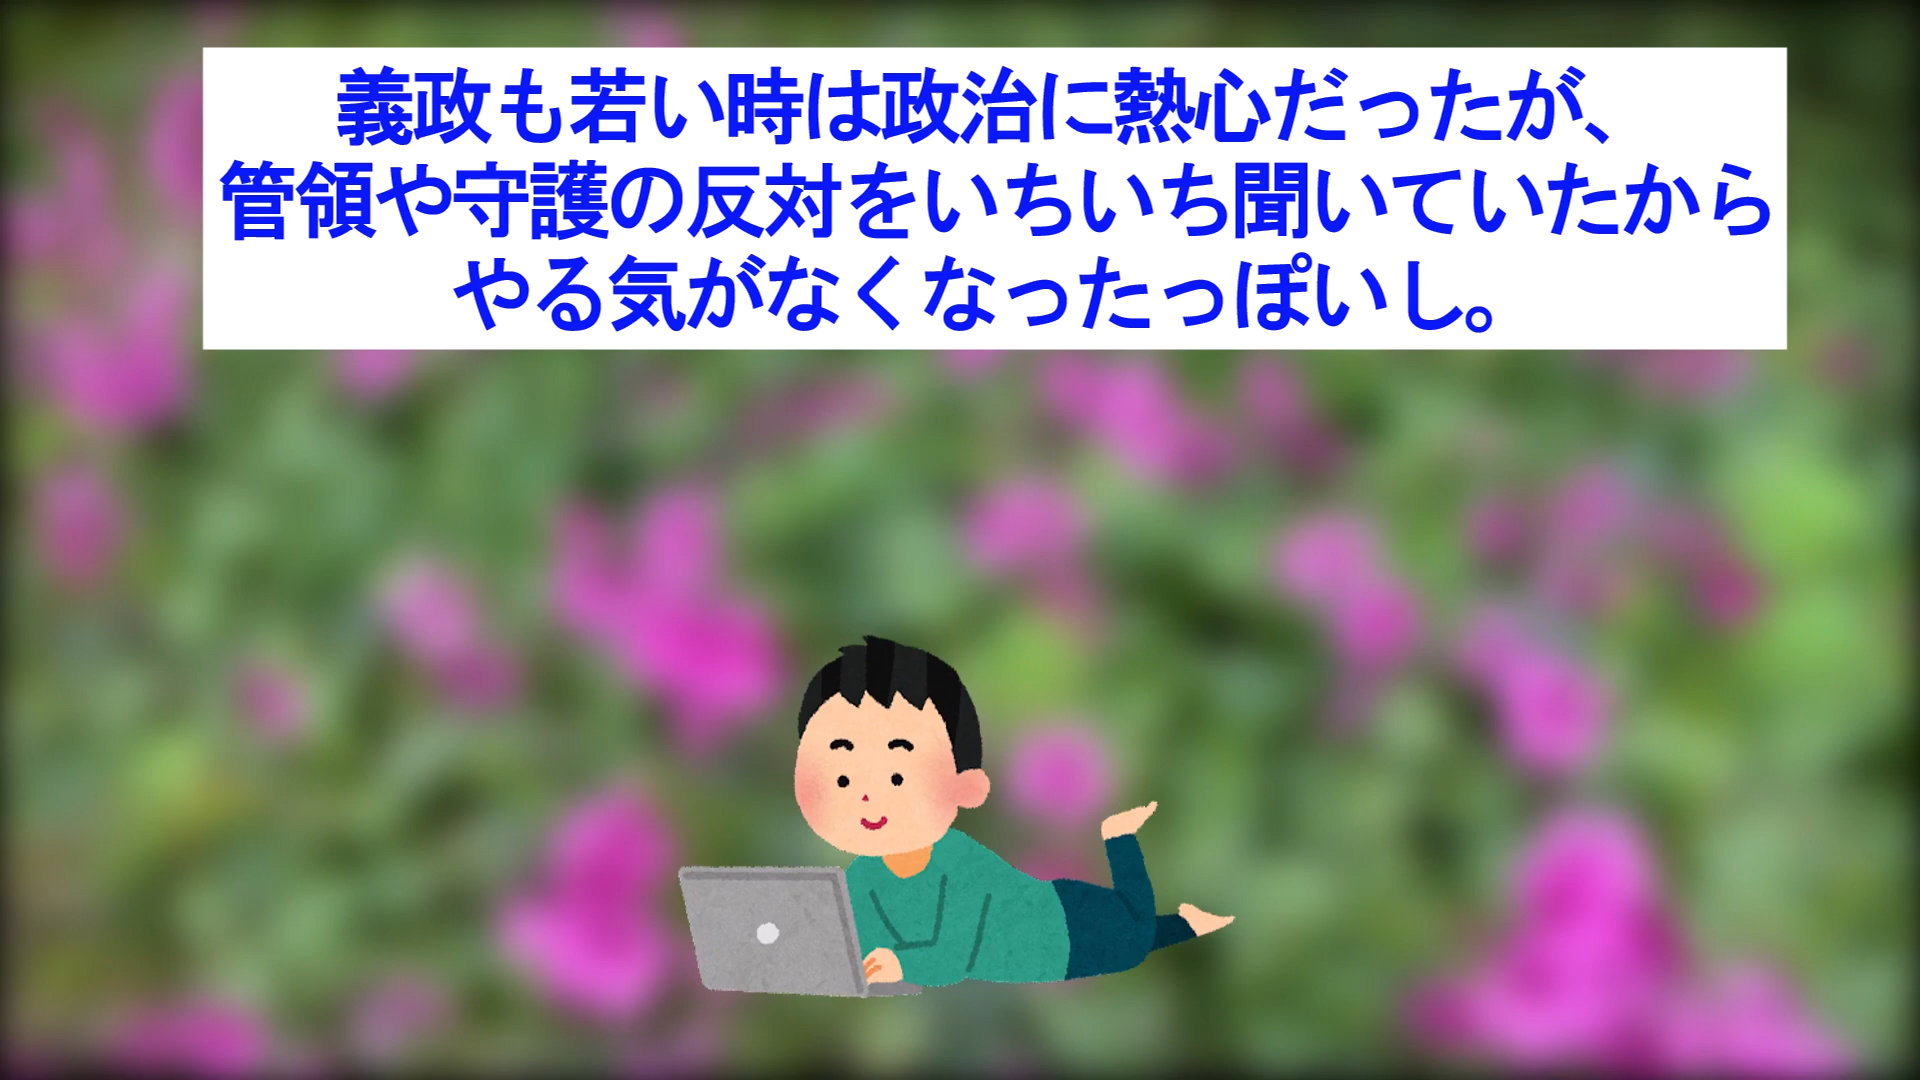 義政も若い時は政治に熱心だったが、
管領や守護の反対をいちいち聞いていたから
やる気がなくなったっぽいし。